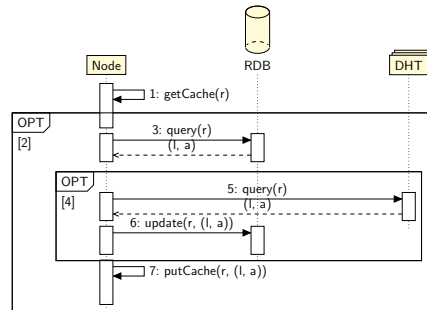 Node
RDB
DHT
1: getCache(r)
OPT
[2]
3: query(r)
(l, a)
OPT
[4]
5: query(r)
(l, a)
6: update(r, (l, a))
7: putCache(r, (l, a))